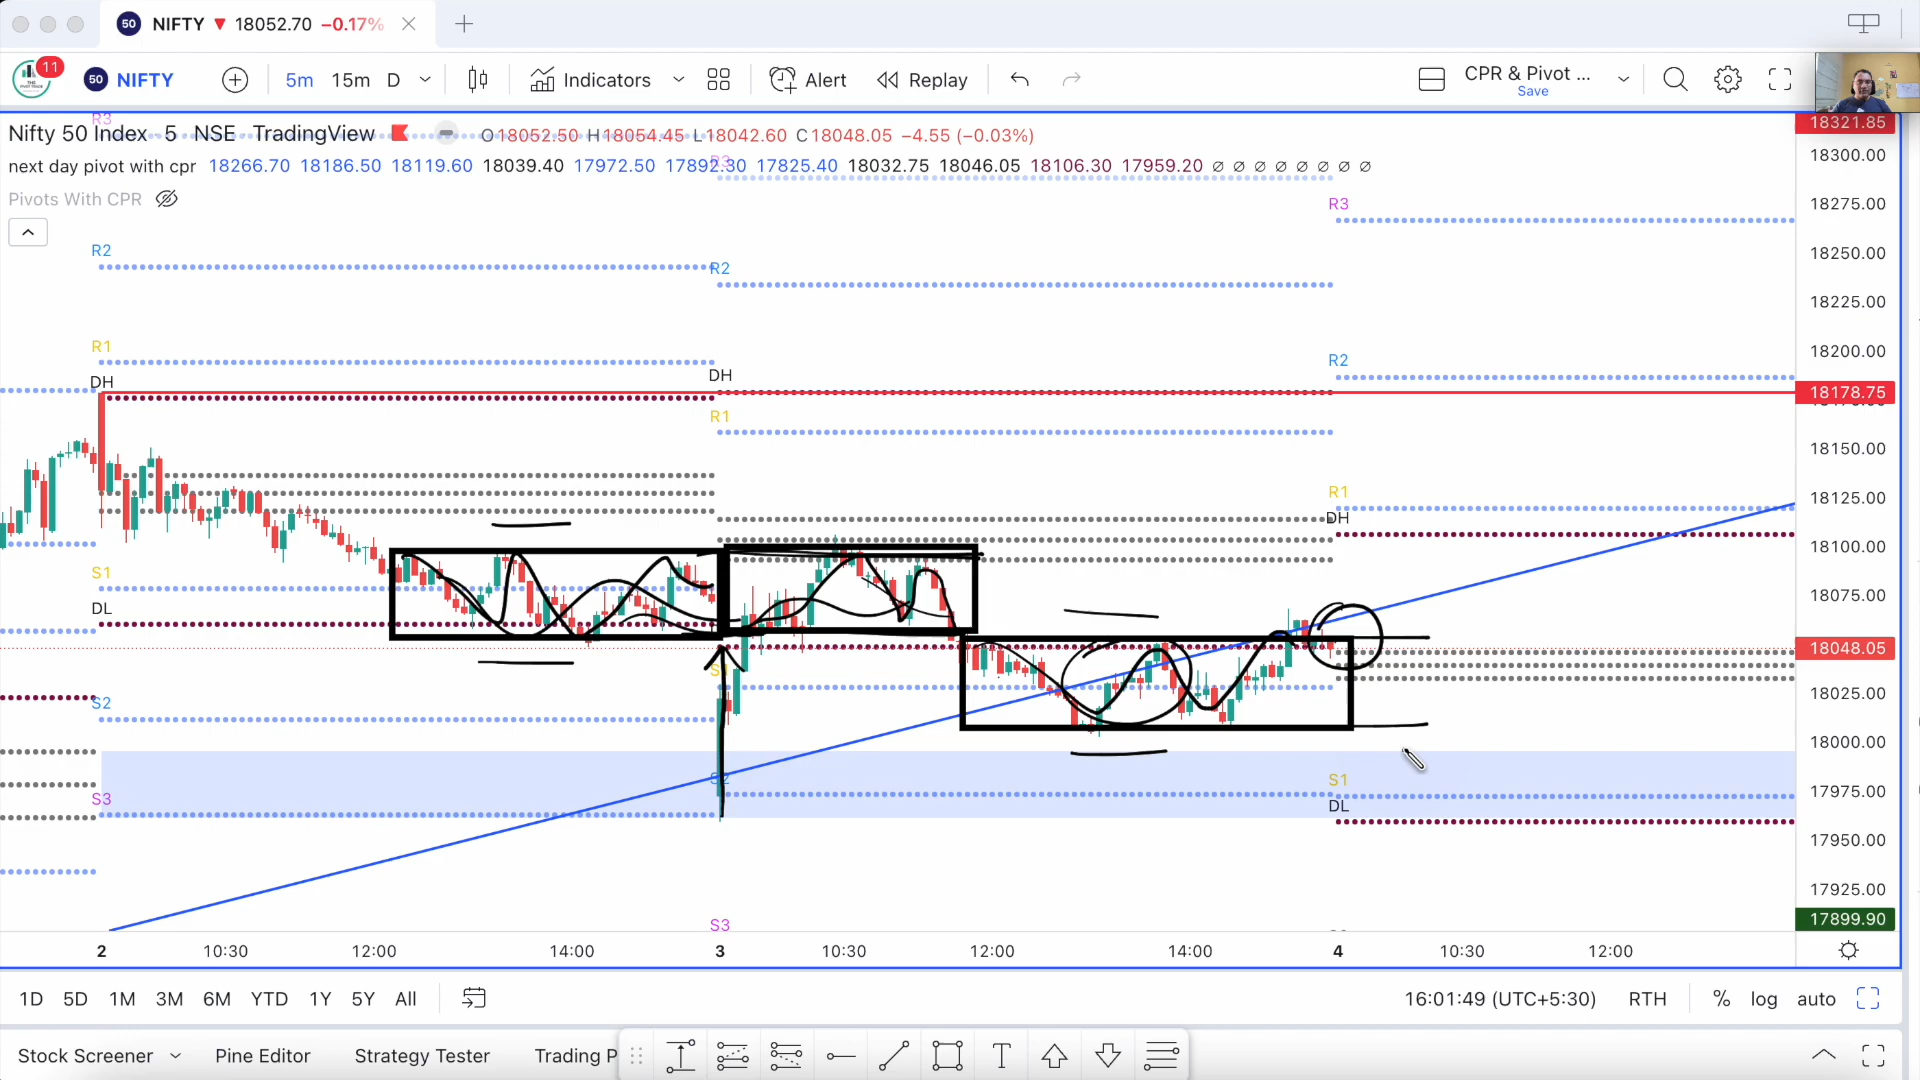 50 NIFTY ▼ 18052.70 −0.17%
11 50 NIFTY 5m 15m D Indicators Alert Replay CPR & Pivot ...
Save
Nifty 50 Index · 5 · NSE · TradingView O18052.50 H18054.45 L18042.60 C18048.05 −4.55 (−0.03%)
next day pivot with cpr 18266.70 18186.50 18119.60 18039.40 17972.50 17892.30 17825.40 18032.75 18046.05 18106.30 17959.20 ∅ ∅ ∅ ∅ ∅ ∅ ∅ ∅
Pivots With CPR
R3
R2
R1
DH
S1
DL
S2
S3
R3
R2
DH
R1
S2
S3
R3
R2
R1
DH
S1
DL
18321.85
18300.00
18275.00
18250.00
18225.00
18200.00
18178.75
18150.00
18125.00
18100.00
18075.00
18048.05
18025.00
18000.00
17975.00
17950.00
17925.00
17899.90
2 10:30 12:00 14:00 3 10:30 12:00 14:00 4 10:30 12:00
1D 5D 1M 3M 6M YTD 1Y 5Y All 16:01:49 (UTC+5:30) RTH % log auto
Stock Screener Pine Editor Strategy Tester Trading P